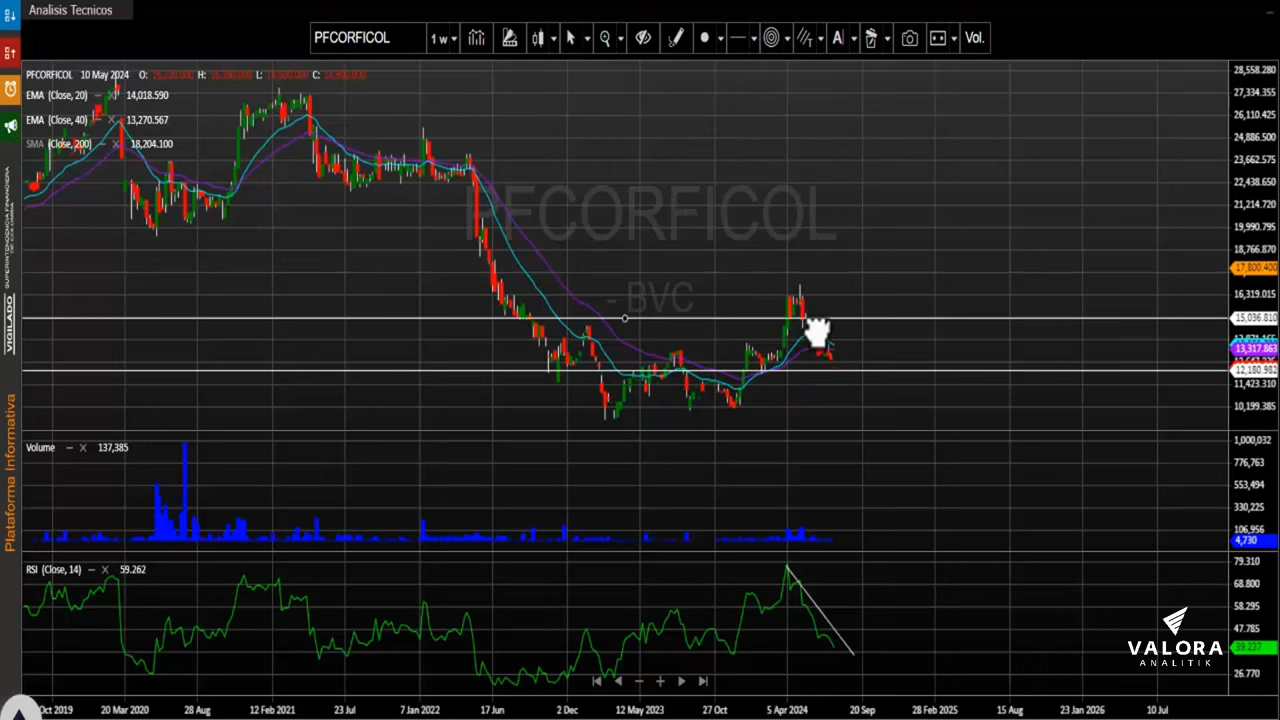 Analisis Tecnicos
PFCORFICOL
1 w
A
Vol.
PFCORFICOL 10 May 2024 O: H: L: C:
EMA (Close, 20) — X 14,018.590
EMA (Close, 40) — X 13,270.567
SMA (Close,200) — X 18,204.100
PFCORFICOL
- BVC
28,558.280
27,334.355
26,110.425
24,886.500
23,662.575
22,438.650
21,214.720
19,990.795
18,766.870
17,800.400
16,319.015
15,036.810
13,317.863
12,180.982
11,423.310
10,199.385
Volume — X 137,385
1,000,032
776,763
553,494
330,225
106,956
4,730
RSI (Close, 14) — X 59.262
79.310
68.800
58.295
47.785
39.237
26.770
Oct 2019 20 Mar 2020 28 Aug 12 Feb 2021 23 Jul 7 Jan 2022 17 Jun 2 Dec 12 May 2023 27 Oct 5 Apr 2024 20 Sep 28 Feb 2025 15 Aug 23 Jan 2026 10 Jul
VIGILADO
SUPERINTENDENCIA FINANCIERA
DE COLOMBIA
Plataforma Informativa
VALORA
ANALITIK